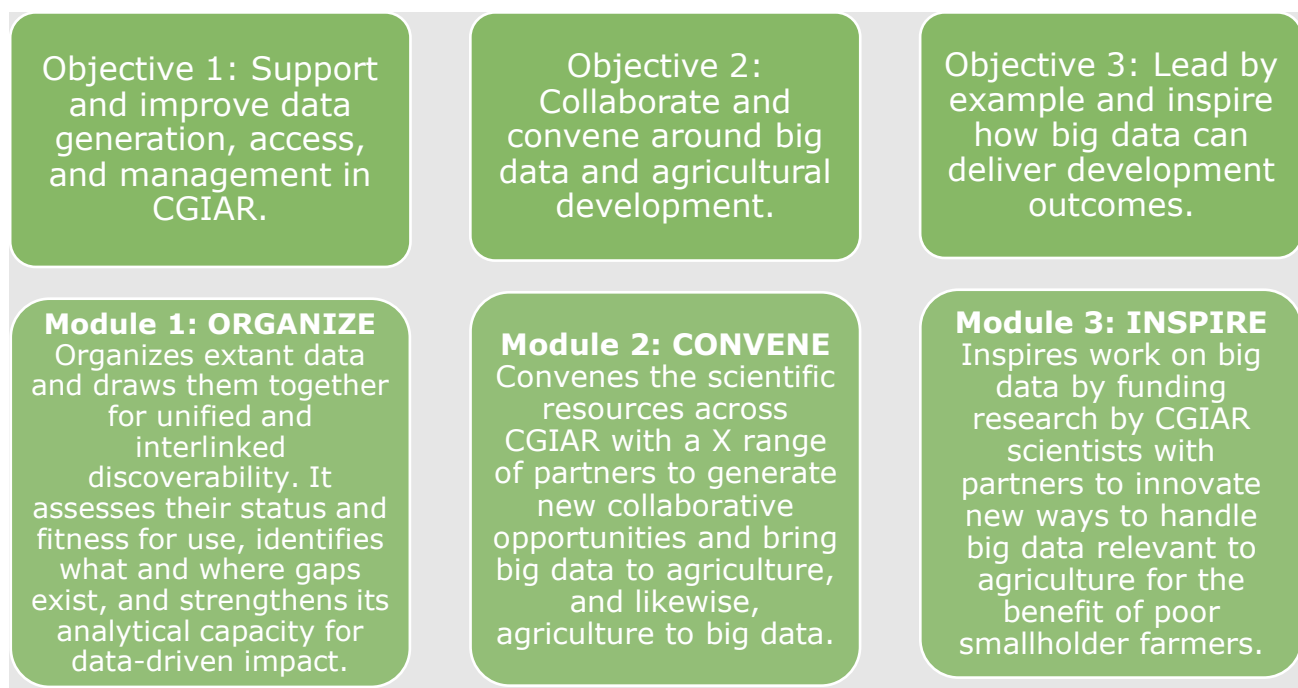 Objective 1: Support
and improve data
generation, access,
and management in
CGIAR.
Objective 2:
Collaborate and
convene around big
data and agricultural
development.
Objective 3: Lead by
example and inspire
how big data can
deliver development
outcomes.
Module 1: ORGANIZE
Organizes extant data
and draws them together
for unified and
interlinked
discoverability. It
assesses their status and
fitness for use, identifies
what and where gaps
exist, and strengthens its
analytical capacity for
data-driven impact.
Module 2: CONVENE
Convenes the scientific
resources across
CGIAR with a X range
of partners to generate
new collaborative
opportunities and bring
big data to agriculture,
and likewise,
agriculture to big data.
Module 3: INSPIRE
Inspires work on big
data by funding
research by CGIAR
scientists with
partners to innovate
new ways to handle
big data relevant to
agriculture for the
benefit of poor
smallholder farmers.